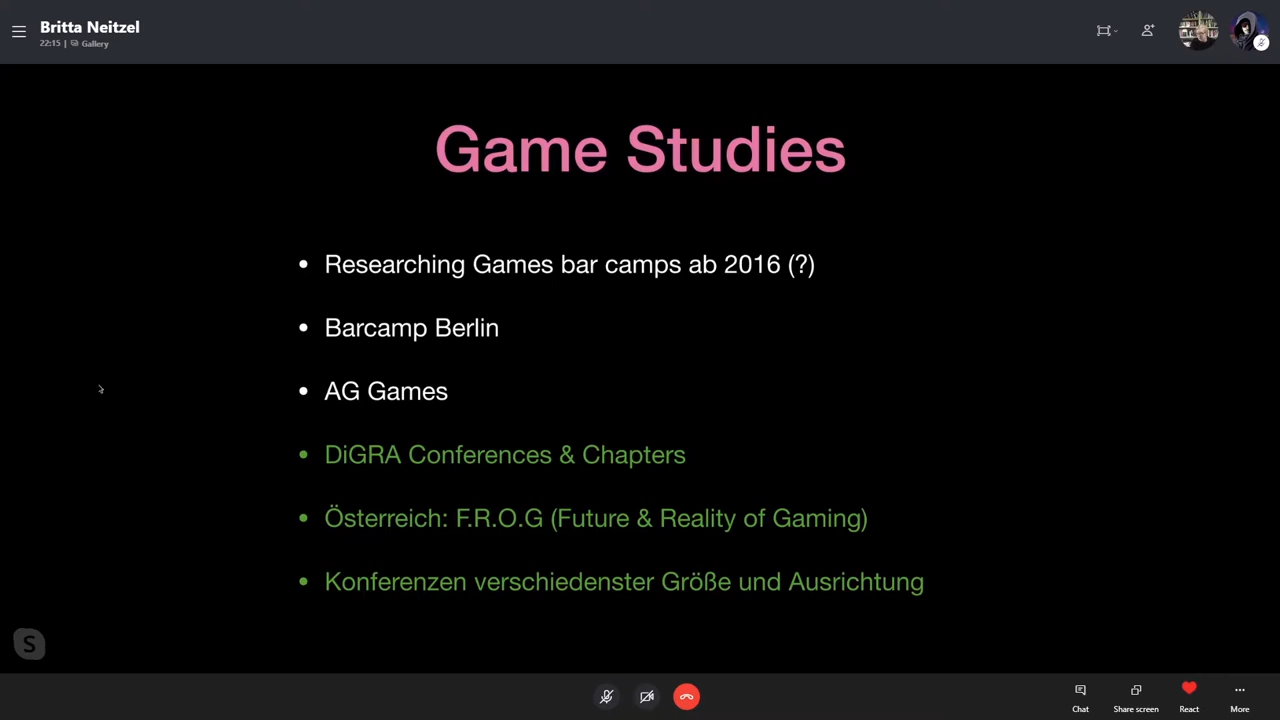 Britta Neitzel
22:15 | Gallery
Game Studies
• Researching Games bar camps ab 2016 (?)
• Barcamp Berlin
• AG Games
• DiGRA Conferences & Chapters
• Österreich: F.R.O.G (Future & Reality of Gaming)
• Konferenzen verschiedenster Größe und Ausrichtung
S
Chat
Share screen
React
More